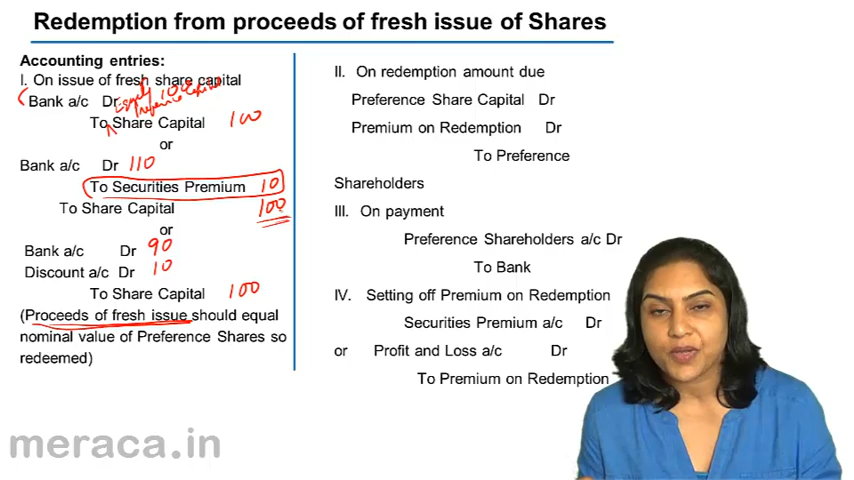 Redemption from proceeds of fresh issue of Shares
Accounting entries:
I. On issue of fresh share capital
Bank a/c Dr 100
Equity
Preference Capital
To Share Capital 100
or
Bank a/c Dr 110
To Securities Premium 10
To Share Capital 100
or
Bank a/c Dr 90
Discount a/c Dr 10
To Share Capital 100
(Proceeds of fresh issue should equal
nominal value of Preference Shares so
redeemed)
II. On redemption amount due
Preference Share Capital Dr
Premium on Redemption Dr
To Preference
Shareholders
III. On payment
Preference Shareholders a/c Dr
To Bank
IV. Setting off Premium on Redemption
Securities Premium a/c Dr
or Profit and Loss a/c Dr
To Premium on Redemption
meraca.in